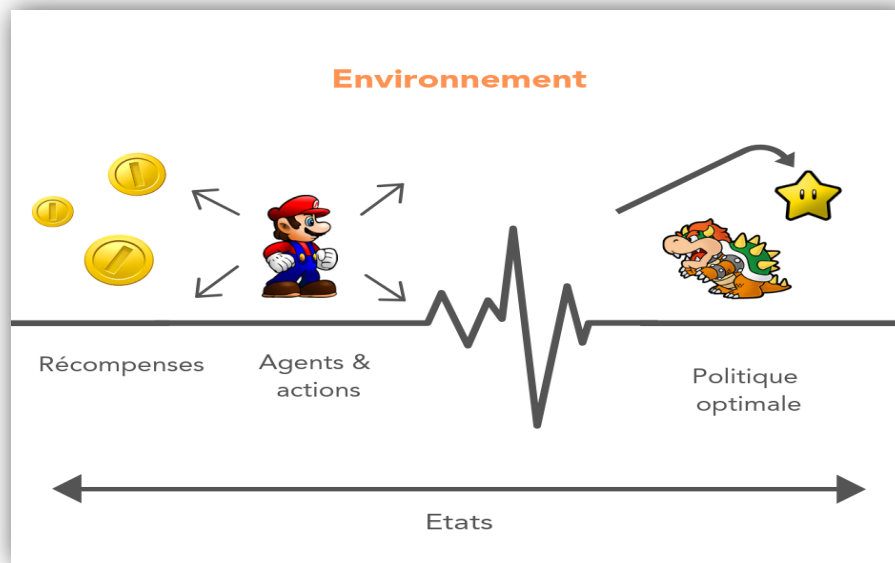 Environnement
Récompenses
Agents &
actions
Politique
optimale
Etats